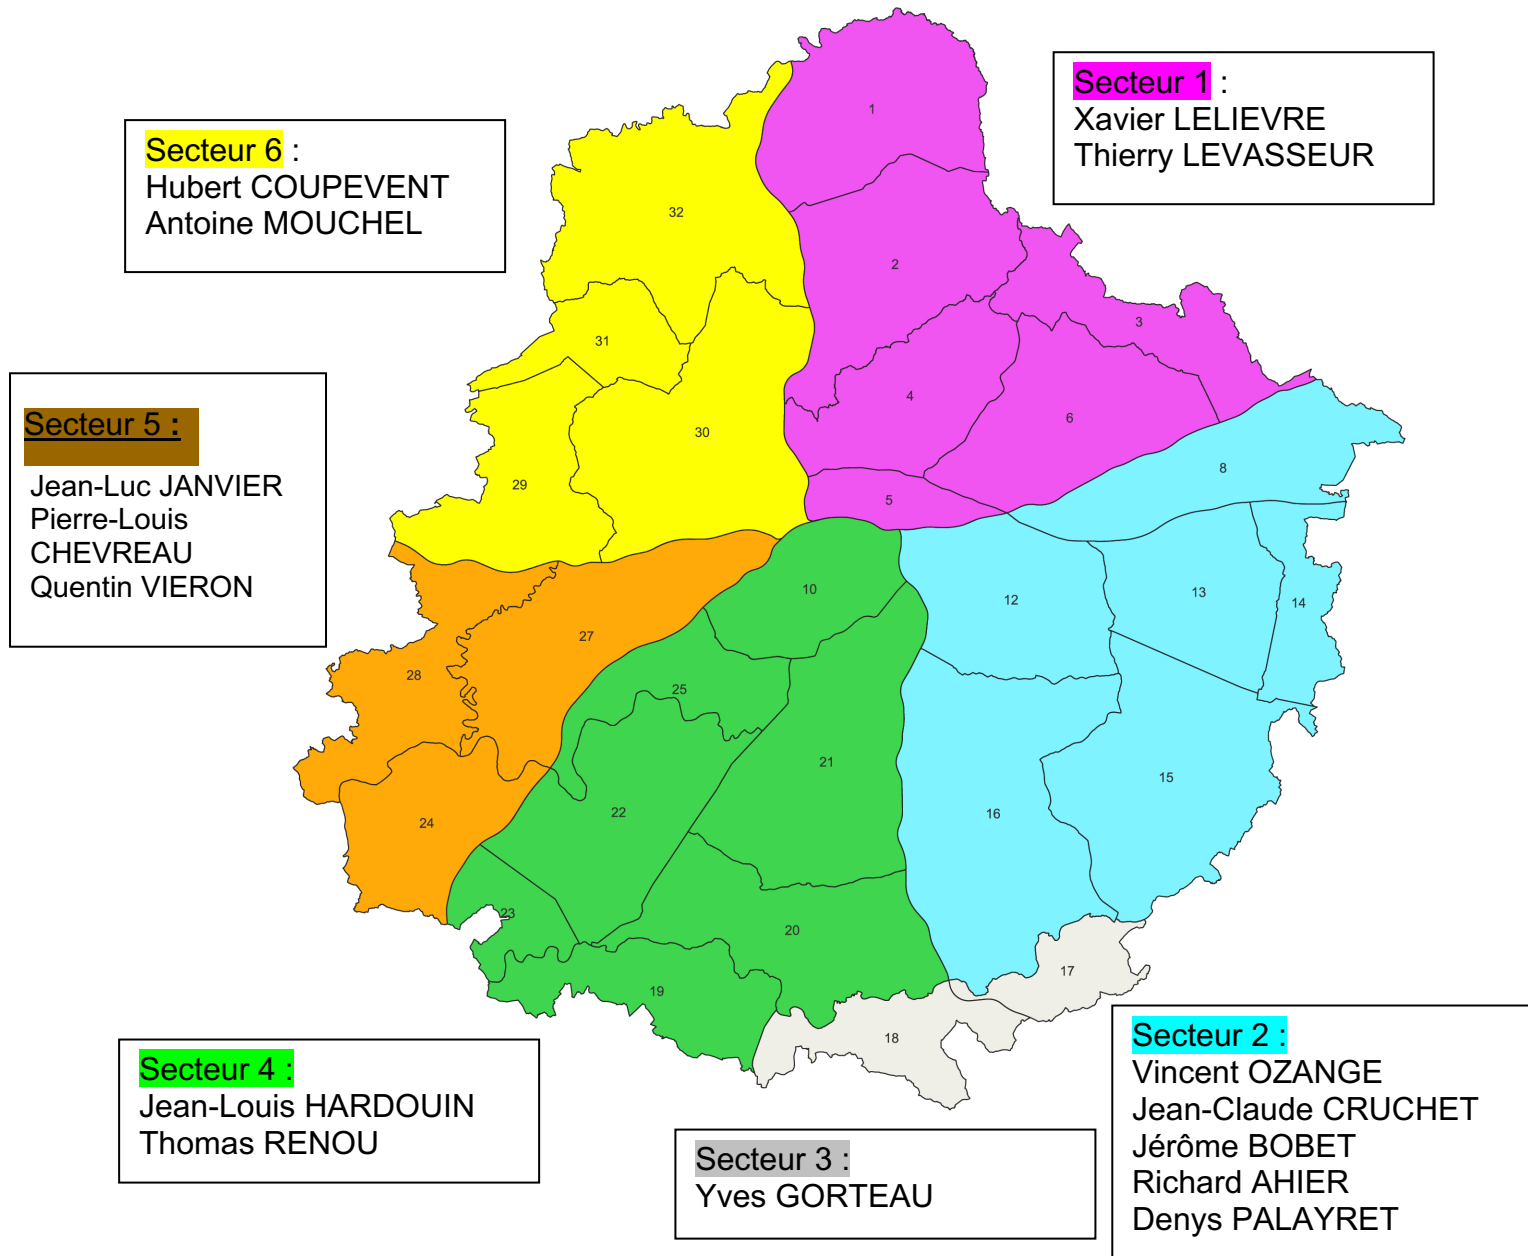 Secteur 1 :
Xavier LELIEVRE
Thierry LEVASSEUR
Secteur 6 :
Hubert COUPEVENT
Antoine MOUCHEL
Secteur 5 :
Jean-Luc JANVIER
Pierre-Louis
CHEVREAU
Quentin VIERON
1
32
2
3
31
4
6
30
8
29
5
10
12
13
14
27
28
25
21
15
22
16
24
23
20
17
19
18
Secteur 4 :
Jean-Louis HARDOUIN
Thomas RENOU
Secteur 3 :
Yves GORTEAU
Secteur 2 :
Vincent OZANGE
Jean-Claude CRUCHET
Jérôme BOBET
Richard AHIER
Denys PALAYRET